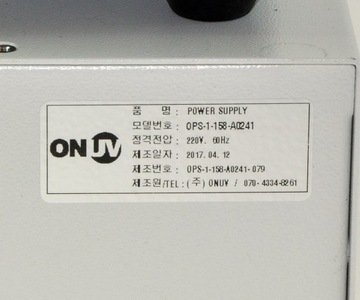 ON UV
품 명 : POWER SUPPLY
모델번호 : OPS-1-158-A0241
정격전압 : 220V. 60Hz
제조일자 : 2017. 04. 12
제조번호 : OPS-1-158-A0241-079
제조원/TEL : (주) ONUV / 070-4334-8261